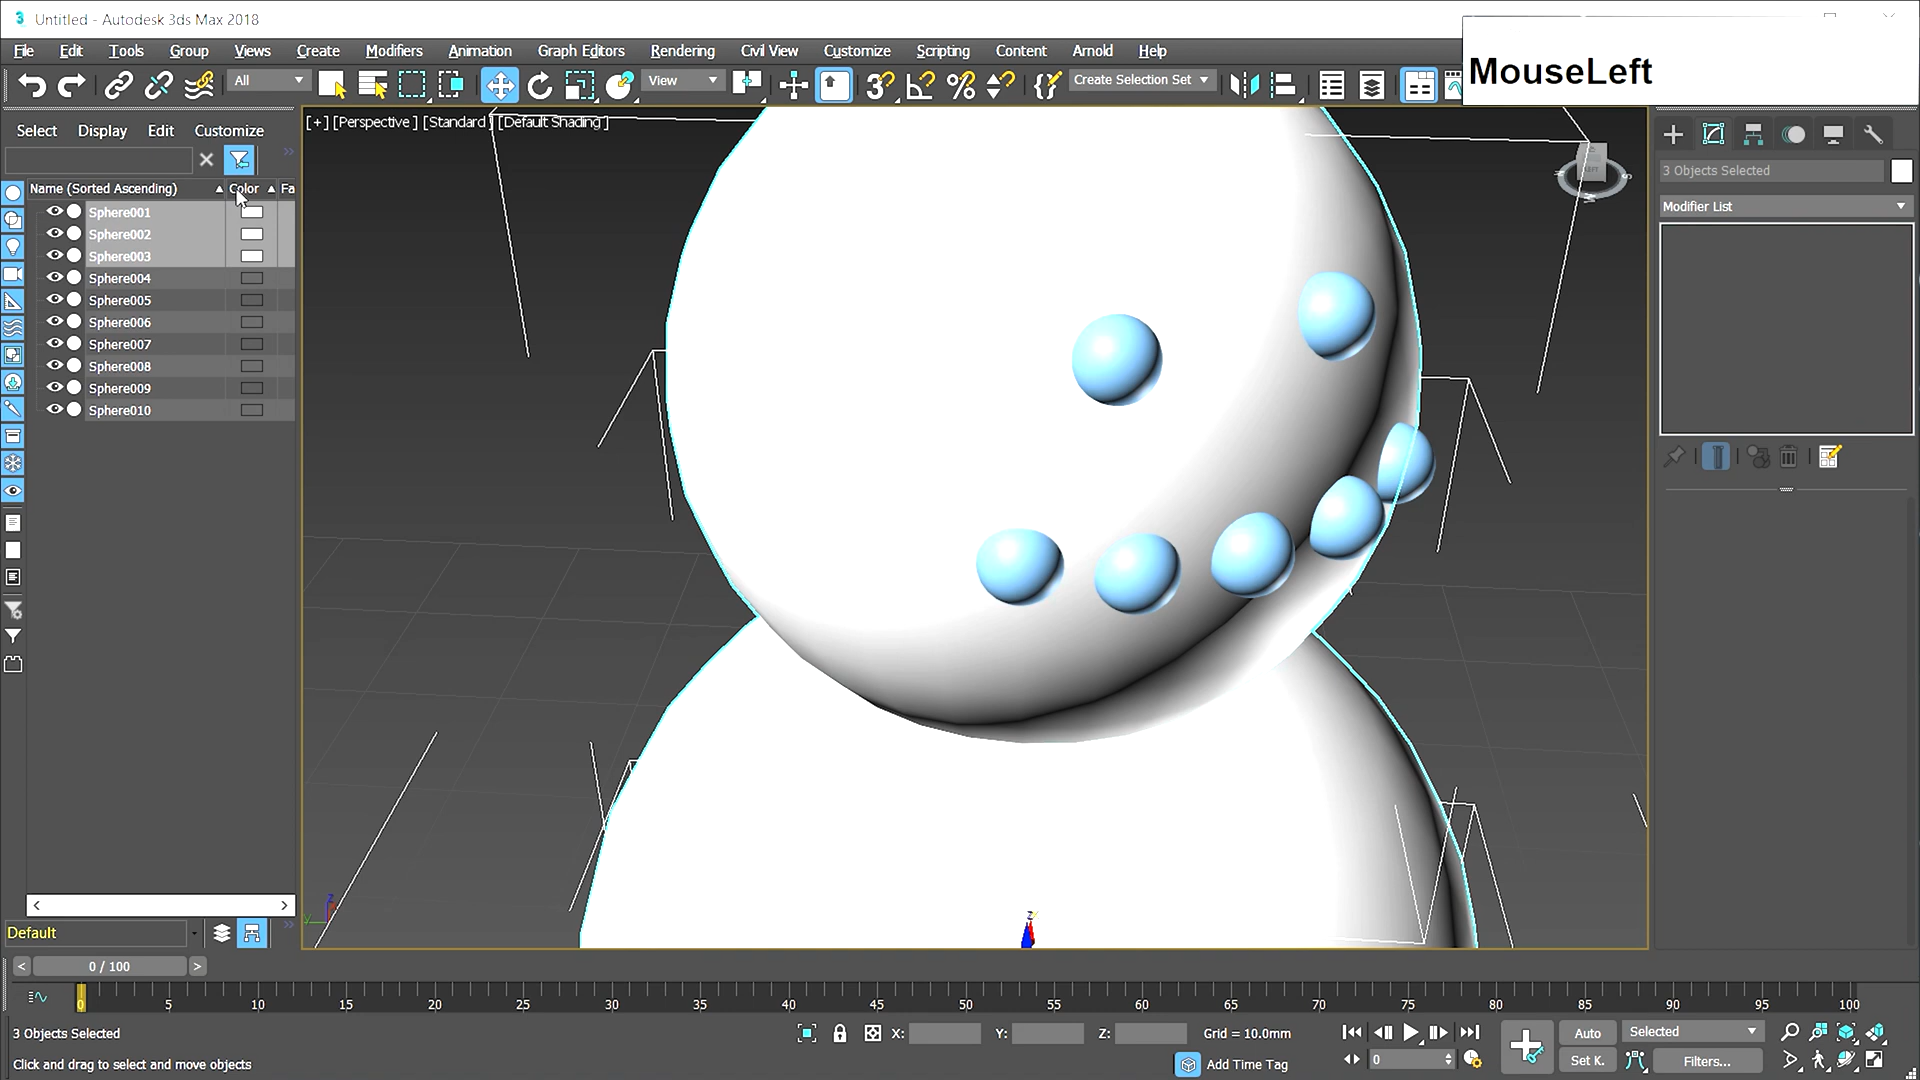 3 Untitled - Autodesk 3ds Max 2018
File Edit Tools Group Views Create Modifiers Animation Graph Editors Rendering Civil View Customize Scripting Content Arnold Help
MouseLeft
All View Create Selection Set
Select Display Edit Customize
[+] [Perspective] [Standard] [Default Shading]
3 Objects Selected
Name (Sorted Ascending) Color Fa
Modifier List
Sphere001
Sphere002
Sphere003
Sphere004
Sphere005
Sphere006
Sphere007
Sphere008
Sphere009
Sphere010
Default
0 / 100
0 5 10 15 20 25 30 35 40 45 50 55 60 65 70 75 80 85 90 95 100
3 Objects Selected X: Y: Z: Grid = 10.0mm Auto Selected
Click and drag to select and move objects Add Time Tag 0 Set K. Filters...